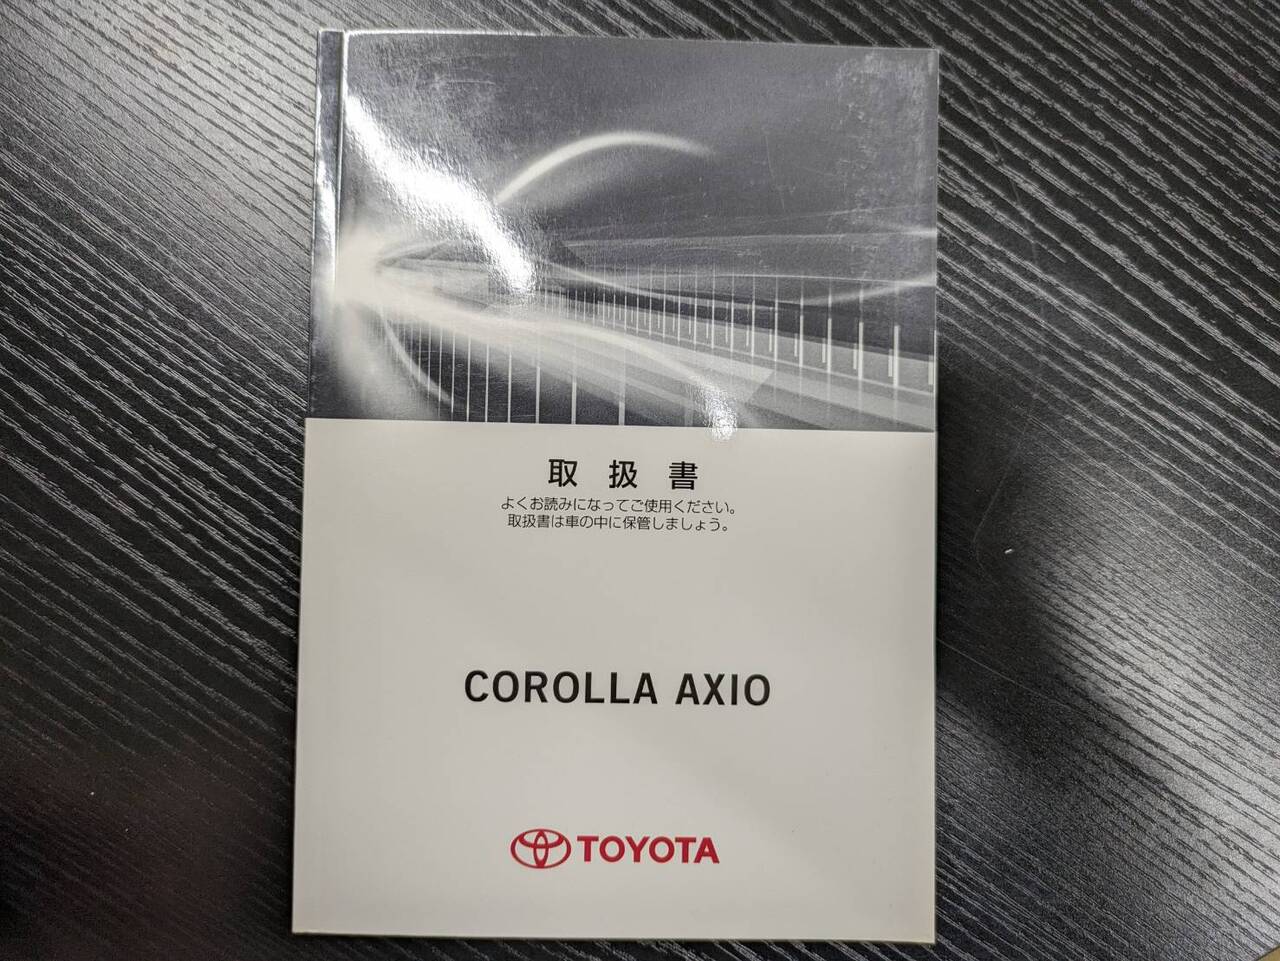 取扱書
よくお読みになってご使用ください。
取扱書は車の中に保管しましょう。
COROLLA AXIO
TOYOTA